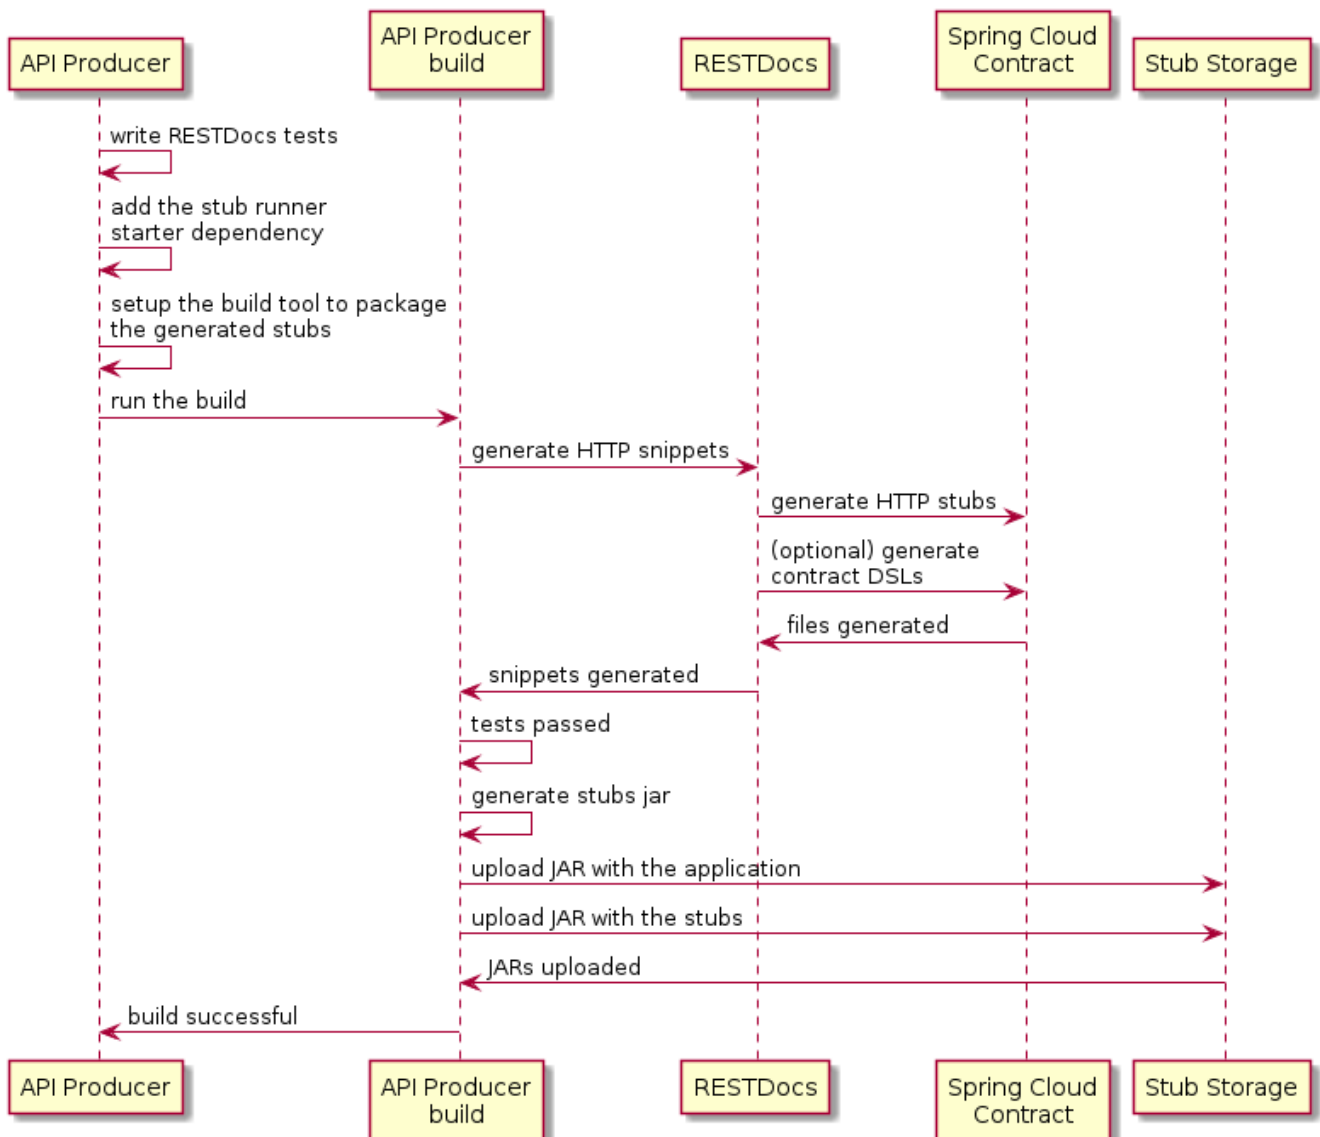 API Producer
API Producer
build
RESTDocs
Spring Cloud
Contract
Stub Storage
write RESTDocs tests
add the stub runner
starter dependency
setup the build tool to package
the generated stubs
run the build
generate HTTP snippets
generate HTTP stubs
(optional) generate
contract DSLs
files generated
snippets generated
tests passed
generate stubs jar
upload JAR with the application
upload JAR with the stubs
JARs uploaded
build successful
API Producer
API Producer
build
RESTDocs
Spring Cloud
Contract
Stub Storage